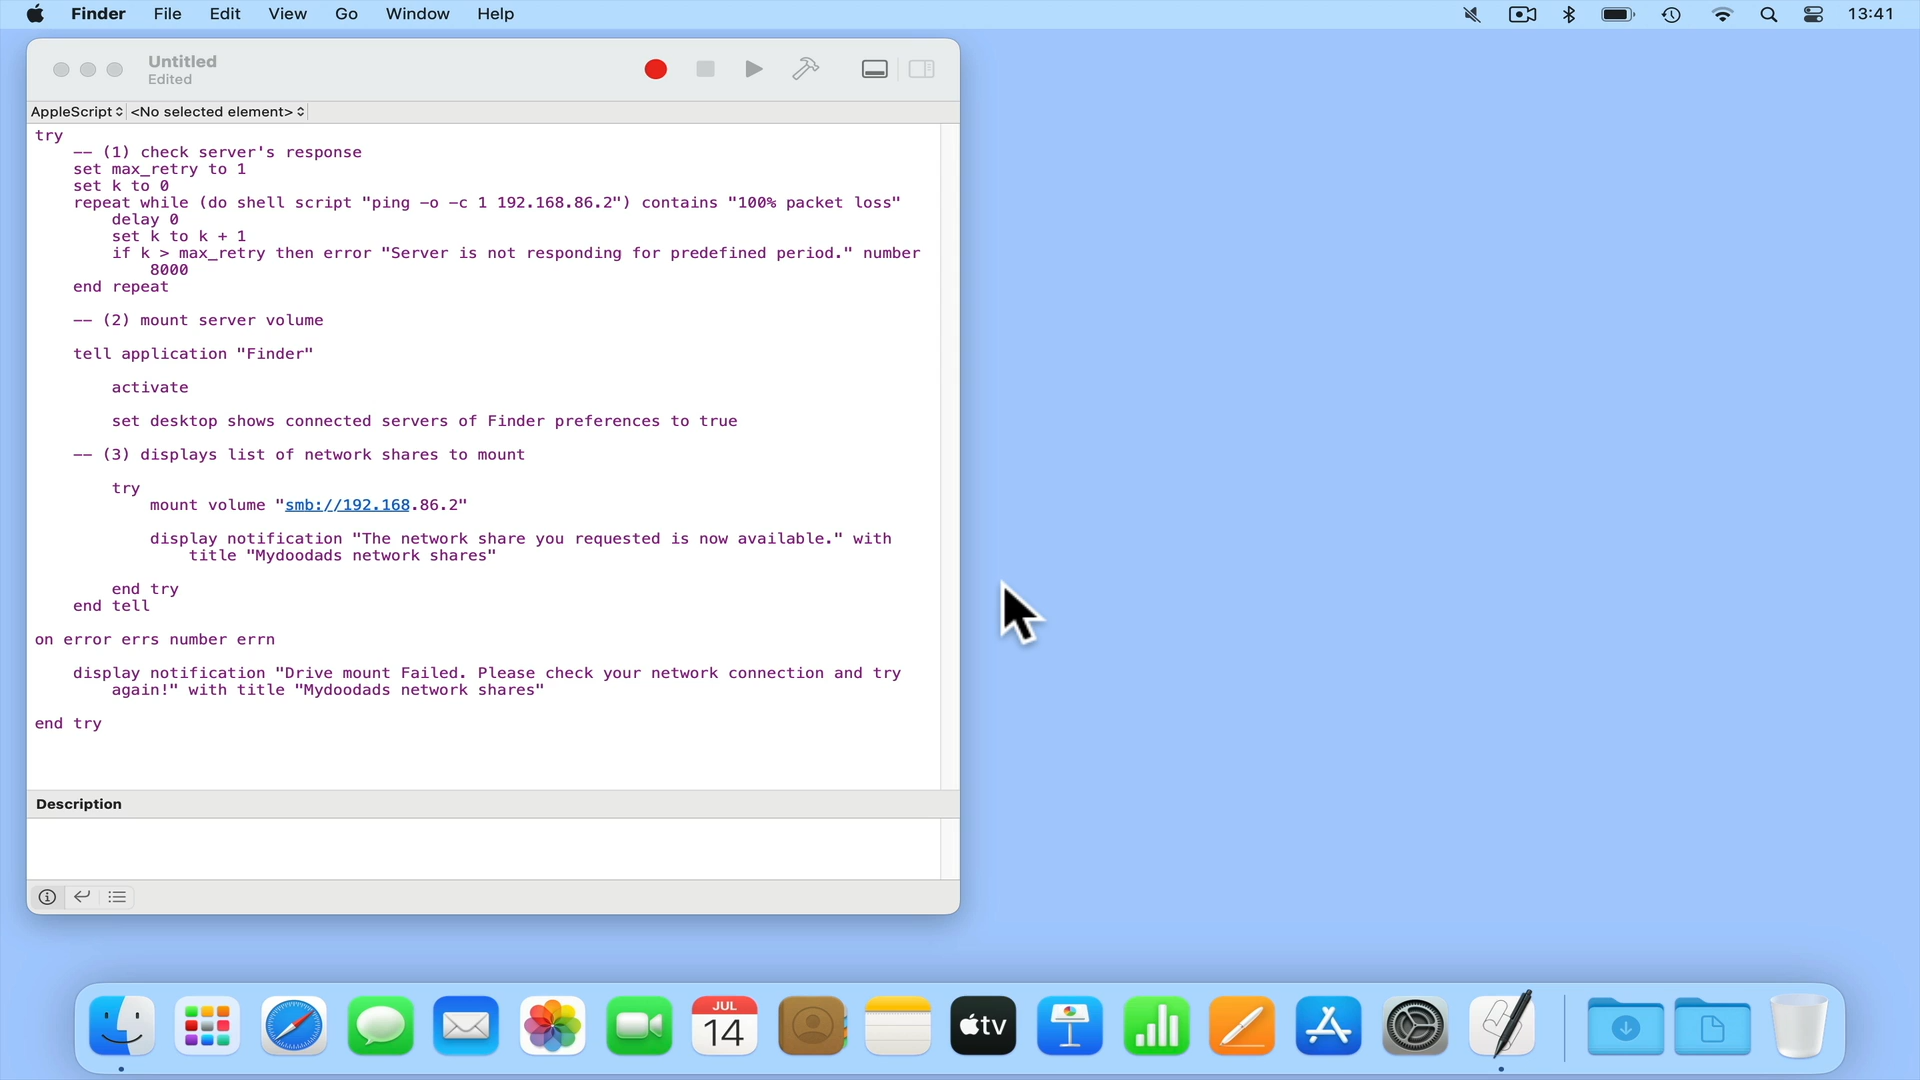 Finder File Edit View Go Window Help 13:41
Untitled
Edited
AppleScript <No selected element>
try
-- (1) check server's response
set max_retry to 1
set k to 0
repeat while (do shell script "ping -o -c 1 192.168.86.2") contains "100% packet loss"
delay 0
set k to k + 1
if k > max_retry then error "Server is not responding for predefined period." number
8000
end repeat
-- (2) mount server volume
tell application "Finder"
activate
set desktop shows connected servers of Finder preferences to true
-- (3) displays list of network shares to mount
try
mount volume "smb://192.168.86.2"
display notification "The network share you requested is now available." with
title "Mydoodads network shares"
end try
end tell
on error errs number errn
display notification "Drive mount Failed. Please check your network connection and try
again!" with title "Mydoodads network shares"
end try
Description
JUL
14
tv